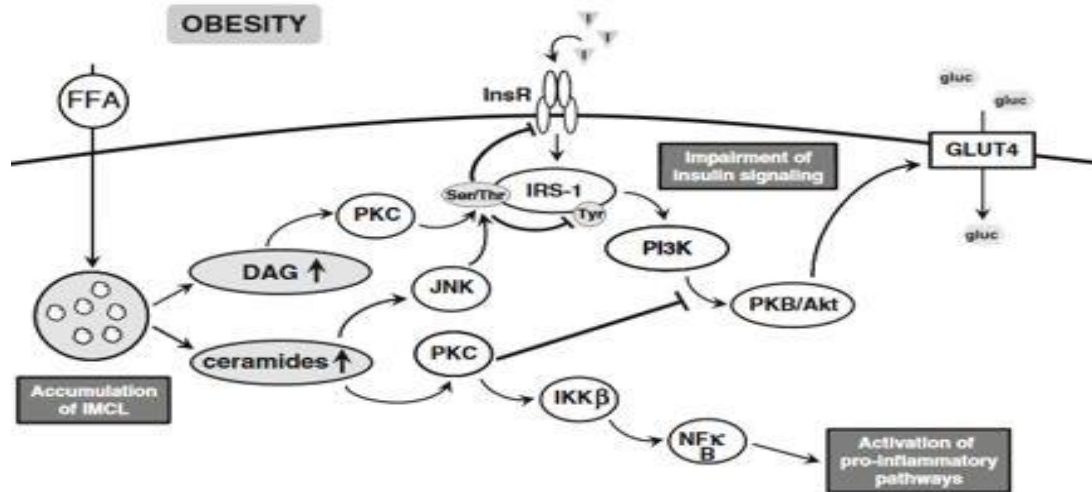 OBESITY
I
I
I
FFA
InsR
gluc
gluc
GLUT4
gluc
Impairment of
insulin signaling
Ser/Thr
IRS-1
Tyr
PKC
DAG
PI3K
JNK
PKB/Akt
ceramides
PKC
Accumulation
of IMCL
IKKβ
NFκ
B
Activation of
pro-inflammatory
pathways